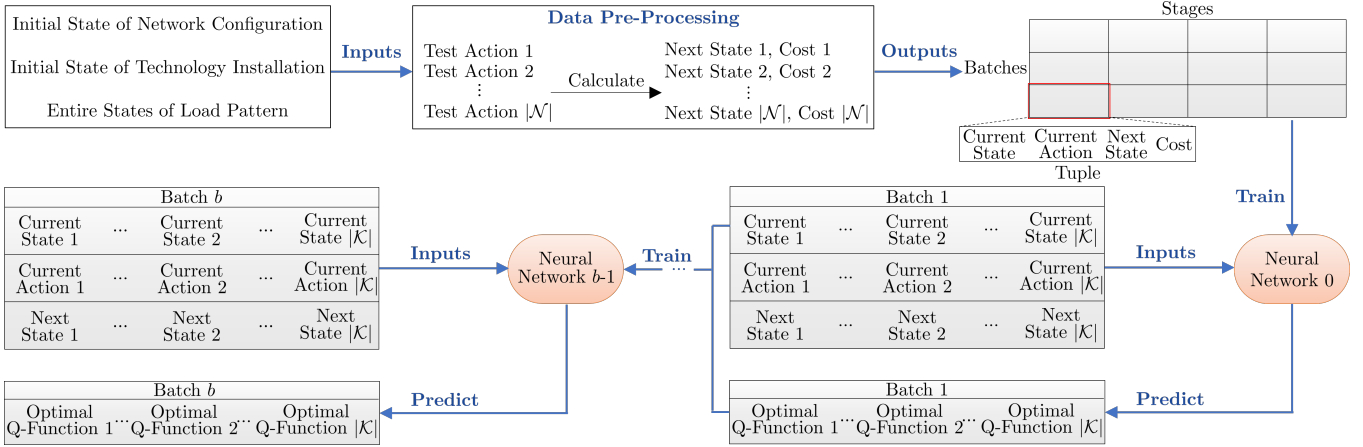 Initial State of Network Configuration
Initial State of Technology Installation
Entire States of Load Pattern
Inputs
Data Pre-Processing
Test Action 1
Test Action 2
⋮
Test Action |𝒩|
Calculate
Next State 1, Cost 1
Next State 2, Cost 2
⋮
Next State |𝒩|, Cost |𝒩|
Outputs
Stages
Batches
Current State
Current Action
Next State
Cost
Tuple
Train
Batch b
Current State 1 ... Current State 2 ... Current State |𝒦|
Current Action 1 ... Current Action 2 ... Current Action |𝒦|
Next State 1 ... Next State 2 ... Next State |𝒦|
Inputs
Neural
Network b-1
Train
...
Batch 1
Current State 1 ... Current State 2 ... Current State |𝒦|
Current Action 1 ... Current Action 2 ... Current Action |𝒦|
Next State 1 ... Next State 2 ... Next State |𝒦|
Inputs
Neural
Network 0
Batch b
Optimal Q-Function 1 ... Optimal Q-Function 2 ... Optimal Q-Function |𝒦|
Predict
Batch 1
Optimal Q-Function 1 ... Optimal Q-Function 2 ... Optimal Q-Function |𝒦|
Predict